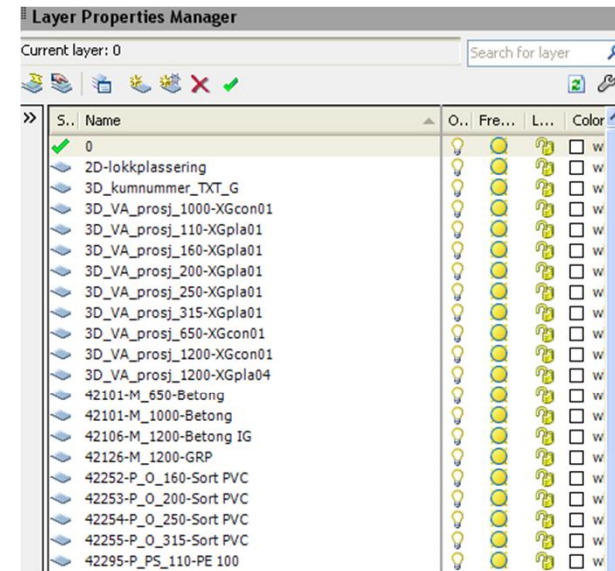 Layer Properties Manager
Current layer: 0
Search for layer
S.. Name O.. Fre... L... Color
0 w
2D-lokkplassering w
3D_kumnummer_TXT_G w
3D_VA_prosj_1000-XGcon01 w
3D_VA_prosj_110-XGpla01 w
3D_VA_prosj_160-XGpla01 w
3D_VA_prosj_200-XGpla01 w
3D_VA_prosj_250-XGpla01 w
3D_VA_prosj_315-XGpla01 w
3D_VA_prosj_650-XGcon01 w
3D_VA_prosj_1200-XGcon01 w
3D_VA_prosj_1200-XGpla04 w
42101-M_650-Betong w
42101-M_1000-Betong w
42106-M_1200-Betong IG w
42126-M_1200-GRP w
42252-P_O_160-Sort PVC w
42253-P_O_200-Sort PVC w
42254-P_O_250-Sort PVC w
42255-P_O_315-Sort PVC w
42295-P_PS_110-PE 100 w